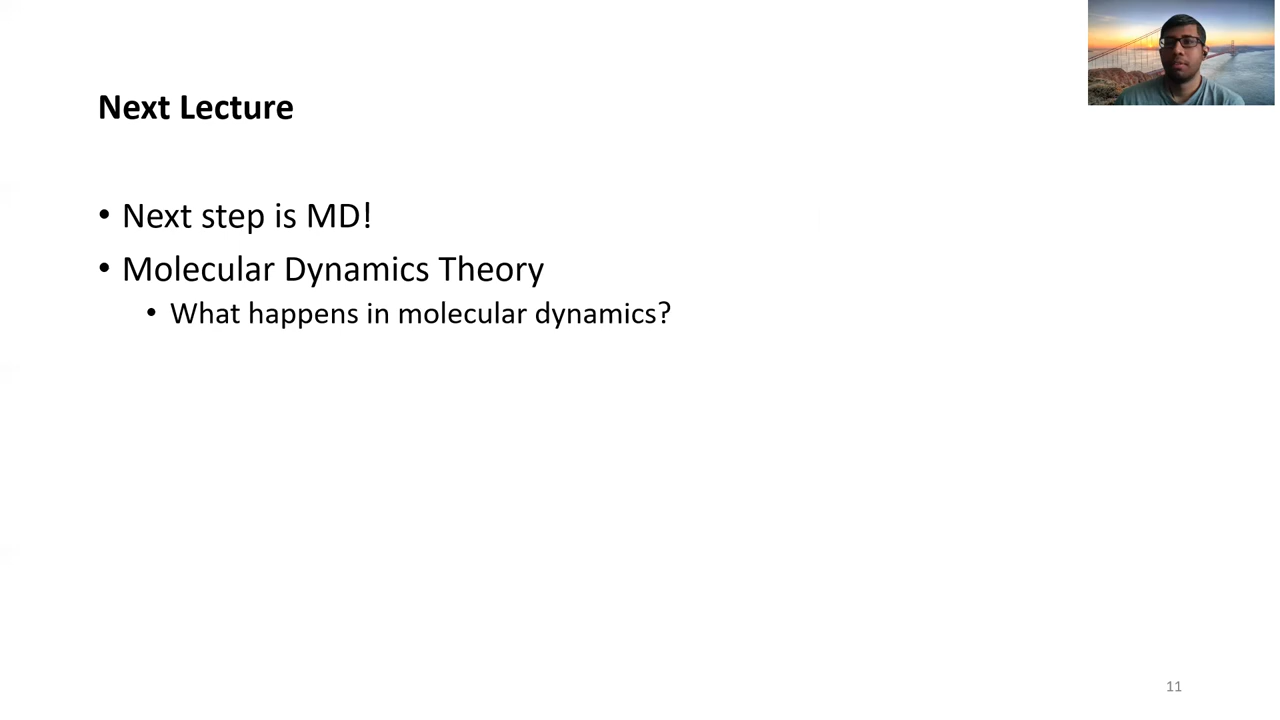 Next Lecture
• Next step is MD!
• Molecular Dynamics Theory
• What happens in molecular dynamics?
11